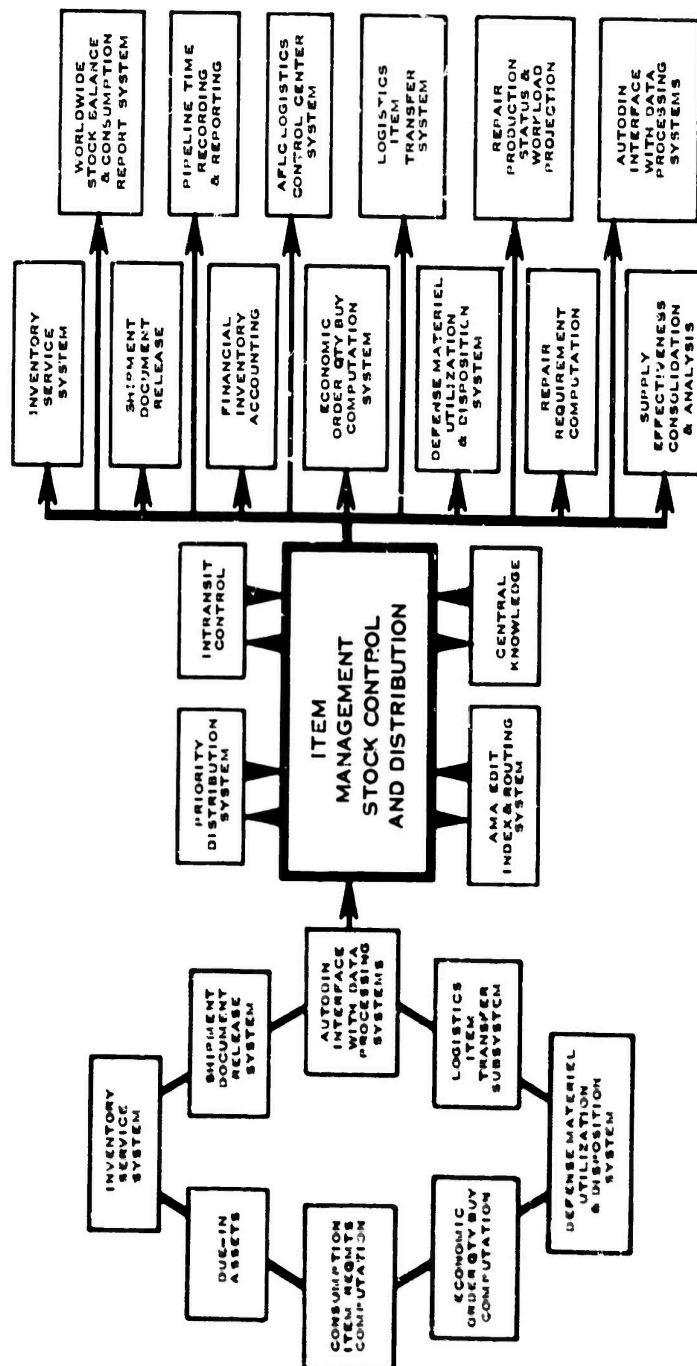 INVENTORY
SERVICE
SYSTEM
DUE-IN
ASSETS
SHIPMENT
DOCUMENT
RELEASE
SYSTEM
CONSUMPTION
ITEM REQMTS
COMPUTATION
AUTODIN
INTERFACE
WITH DATA
PROCESSING
SYSTEMS
ECONOMIC
ORDER QTY BUY
COMPUTATION
LOGISTICS
ITEM
TRANSFER
SUBSYSTEM
DEFENSE MATERIEL
UTILIZATION
& DISPOSITION
SYSTEM
PRIORITY
DISTRIBUTION
SYSTEM
INTRANSIT
CONTROL
ITEM
MANAGEMENT
STOCK CONTROL
AND DISTRIBUTION
AMA EDIT
INDEX & ROUTING
SYSTEM
CENTRAL
KNOWLEDGE
INVENTORY
SERVICE
SYSTEM
WORLDWIDE
STOCK BALANCE
& CONSUMPTION
REPORT SYSTEM
SHIPMENT
DOCUMENT
RELEASE
PIPELINE TIME
RECORDING
& REPORTING
FINANCIAL
INVENTORY
ACCOUNTING
AFLC LOGISTICS
CONTROL CENTER
SYSTEM
ECONOMIC
ORDER QTY BUY
COMPUTATION
SYSTEM
LOGISTICS
ITEM
TRANSFER
SYSTEM
DEFENSE MATERIEL
UTILIZATION
& DISPOSITION
SYSTEM
REPAIR
PRODUCTION
STATUS &
WORKLOAD
PROJECTION
REPAIR
REQUIREMENT
COMPUTATION
AUTODIN
INTERFACE
WITH DATA
PROCESSING
SYSTEMS
SUPPLY
EFFECTIVENESS
CONSOLIDATION
& ANALYSIS